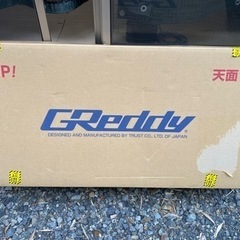 P!
天面
GReddy
DESIGNED AND MANUFACTURED BY TRUST CO., LTD. OF JAPAN